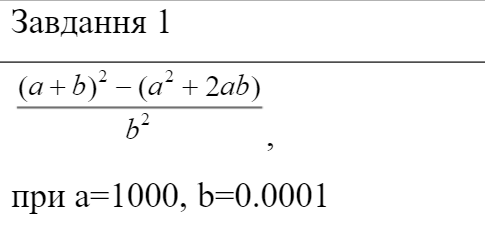 Завдання 1
(a + b)² − (a² + 2ab)
b²
,
при a=1000, b=0.0001